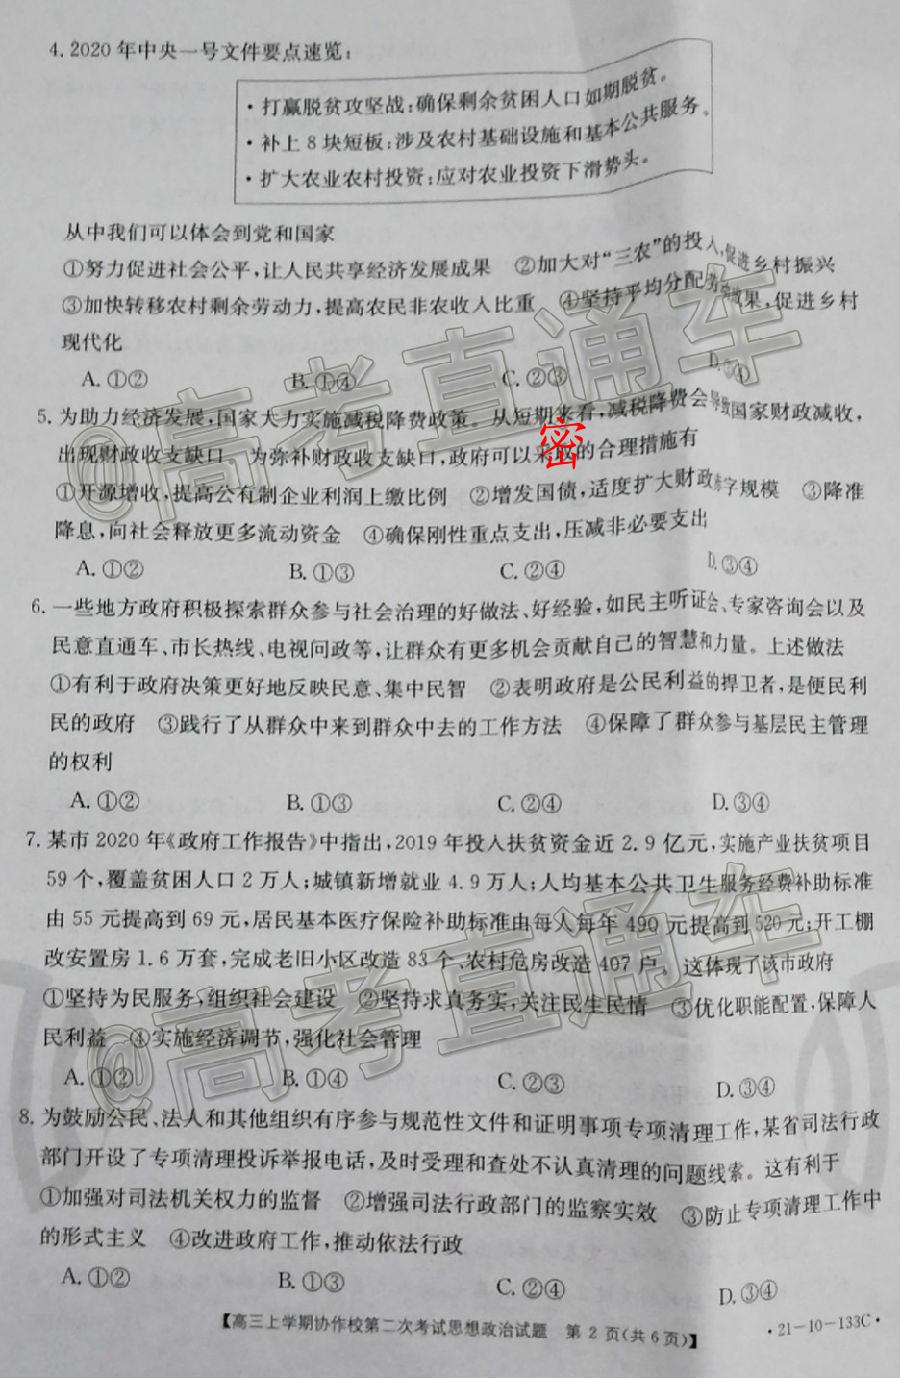 4. 2020年中央一号文件要点速览：
·打赢脱贫攻坚战：确保剩余贫困人口如期脱贫。
·补上8块短板：涉及农村基础设施和基本公共服务。
·扩大农业农村投资：应对农业投资下滑势头。
从中我们可以体会到党和国家
①努力促进社会公平，让人民共享经济发展成果　②加大对“三农”的投入，促进乡村振兴
③加快转移农村剩余劳动力，提高农民非农收入比重　④坚持平均分配 果，促进乡村
现代化
A. ①②　B. ①④　C. ②③　D. ③④
5. 为助力经济发展，国家大力实施减税降费政策。从短期来看，减税降费会导致国家财政减收，
出现财政收支缺口。为弥补财政收支缺口，政府可以采取的合理措施有
①开源增收，提高公有制企业利润上缴比例　②增发国债，适度扩大财政赤字规模　③降准
降息，向社会释放更多流动资金　④确保刚性重点支出，压减非必要支出
A. ①②　B. ①③　C. ②④　D. ③④
6. 一些地方政府积极探索群众参与社会治理的好做法、好经验，如民主听证会、专家咨询会以及
民意直通车、市长热线、电视问政等，让群众有更多机会贡献自己的智慧和力量。上述做法
①有利于政府决策更好地反映民意、集中民智　②表明政府是公民利益的捍卫者，是便民利
民的政府　③践行了从群众中来到群众中去的工作方法　④保障了群众参与基层民主管理
的权利
A. ①②　B. ①③　C. ②④　D. ③④
7. 某市2020年《政府工作报告》中指出，2019年投入扶贫资金近2.9亿元，实施产业扶贫项目
59个，覆盖贫困人口2万人；城镇新增就业4.9万人；人均基本公共卫生服务经费补助标准
由55元提高到69元，居民基本医疗保险补助标准由每人每年490元提高到520元；开工棚
改安置房1.6万套，完成老旧小区改造83个，农村危房改造407户。这体现了该市政府
①坚持为民服务，组织社会建设　②坚持求真务实，关注民生民情　③优化职能配置，保障人
民利益　④实施经济调节，强化社会管理
A. ①②　B. ①④　C. ②③　D. ③④
8. 为鼓励公民、法人和其他组织有序参与规范性文件和证明事项专项清理工作，某省司法行政
部门开设了专项清理投诉举报电话，及时受理和查处不认真清理的问题线索。这有利于
①加强对司法机关权力的监督　②增强司法行政部门的监察实效　③防止专项清理工作中
的形式主义　④改进政府工作，推动依法行政
A. ①②　B. ①③　C. ②④　D. ③④
【高三上学期协作校第二次考试思想政治试题　第2页(共6页)】　·21-10-133C·
@高考直通车
密
@高考直通车